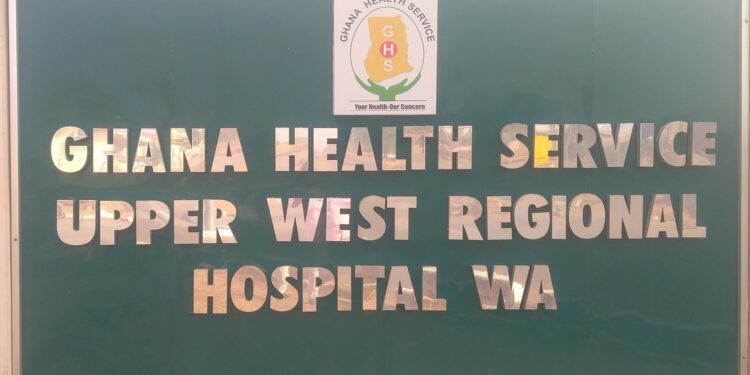 GHANA HEALTH SERVICE
GHS
Your Health-Our Concern
GHANA HEALTH SERVICE
UPPER WEST REGIONAL
HOSPITAL WA